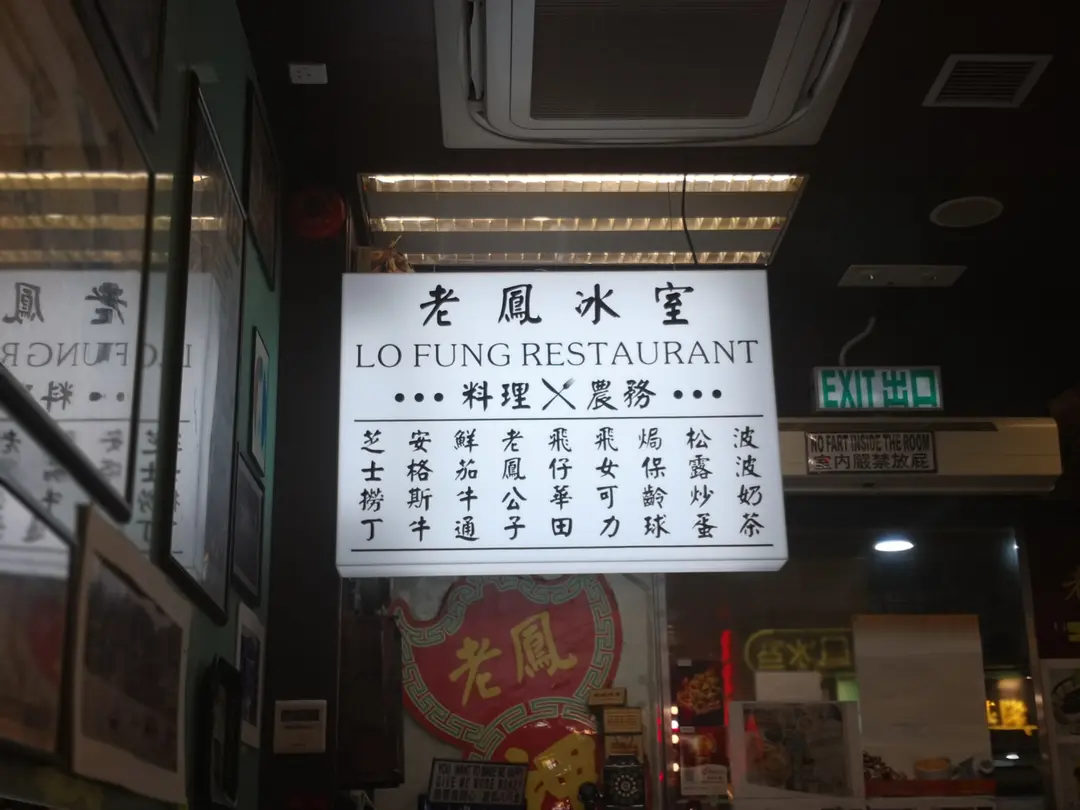 老鳳冰室
LO FUNG RESTAURANT
••• 料理 農務 •••
波波奶茶
松露炒蛋
焗保齡球
飛女可力
飛仔華田
老鳳公子
鮮茄牛通
安格斯牛
芝士撈丁
EXIT 出口
NO FART INSIDE THE ROOM
室內嚴禁放屁
老鳳